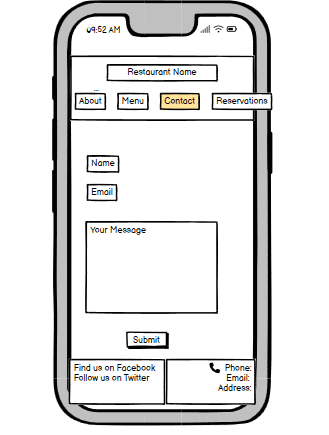 09:52 AM
Restaurant Name
About Menu Contact Reservations
Name
Email
Your Message
Submit
Find us on Facebook
Follow us on Twitter
Phone:
Email:
Address: